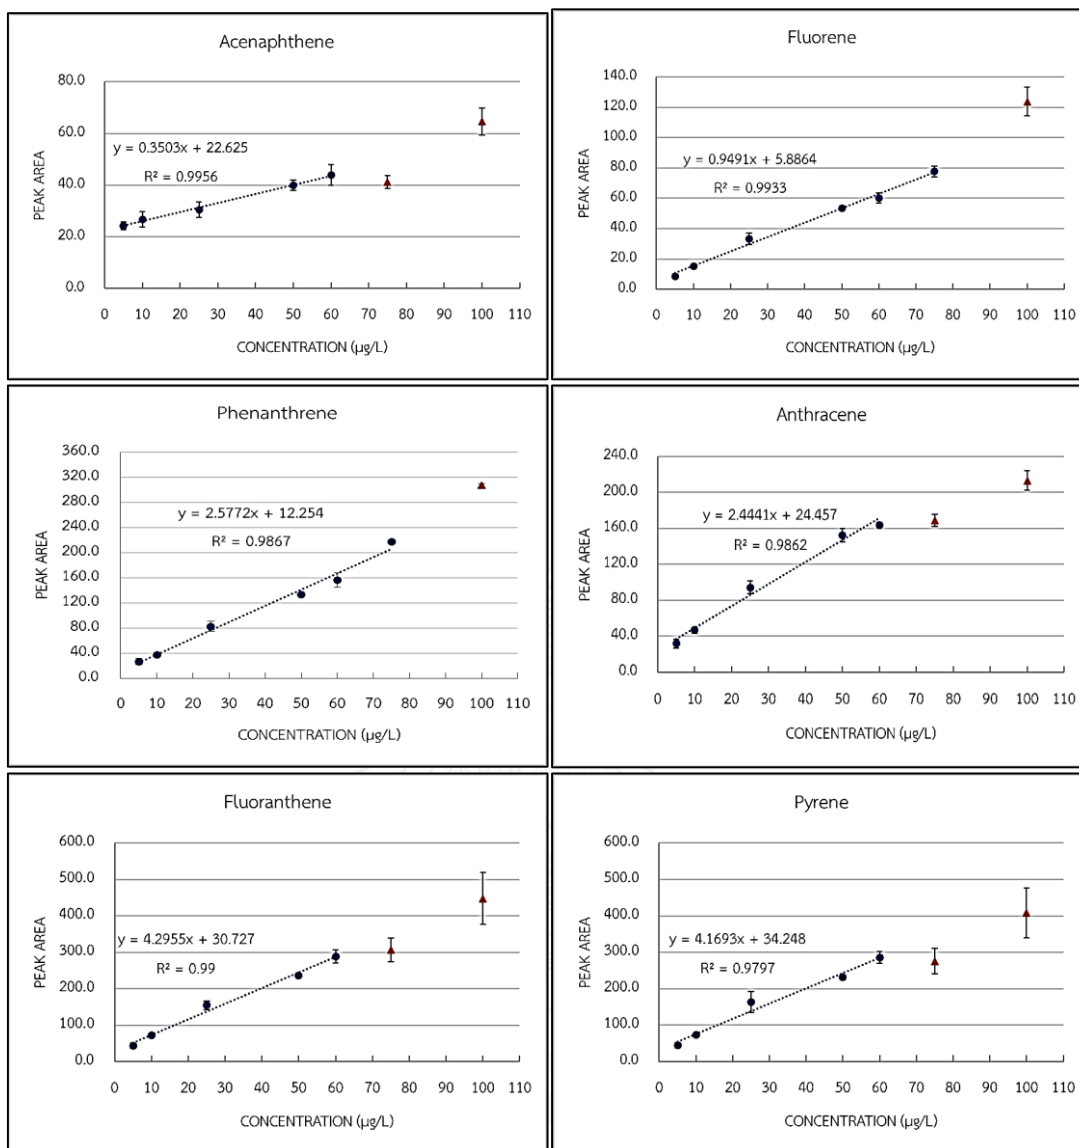 Acenaphthene
80.0
60.0
40.0
20.0
0.0
PEAK AREA
y = 0.3503x + 22.625
R² = 0.9956
0 10 20 30 40 50 60 70 80 90 100 110
CONCENTRATION (µg/L)
Fluorene
140.0
120.0
100.0
80.0
60.0
40.0
20.0
0.0
PEAK AREA
y = 0.9491x + 5.8864
R² = 0.9933
0 10 20 30 40 50 60 70 80 90 100 110
CONCENTRATION (µg/L)
Phenanthrene
360.0
320.0
280.0
240.0
200.0
160.0
120.0
80.0
40.0
0.0
PEAK AREA
y = 2.5772x + 12.254
R² = 0.9867
0 10 20 30 40 50 60 70 80 90 100 110
CONCENTRATION (µg/L)
Anthracene
240.0
200.0
160.0
120.0
80.0
40.0
0.0
PEAK AREA
y = 2.4441x + 24.457
R² = 0.9862
0 10 20 30 40 50 60 70 80 90 100 110
CONCENTRATION (µg/L)
Fluoranthene
600.0
500.0
400.0
300.0
200.0
100.0
0.0
PEAK AREA
y = 4.2955x + 30.727
R² = 0.99
0 10 20 30 40 50 60 70 80 90 100 110
CONCENTRATION (µg/L)
Pyrene
600.0
500.0
400.0
300.0
200.0
100.0
0.0
PEAK AREA
y = 4.1693x + 34.248
R² = 0.9797
0 10 20 30 40 50 60 70 80 90 100 110
CONCENTRATION (µg/L)